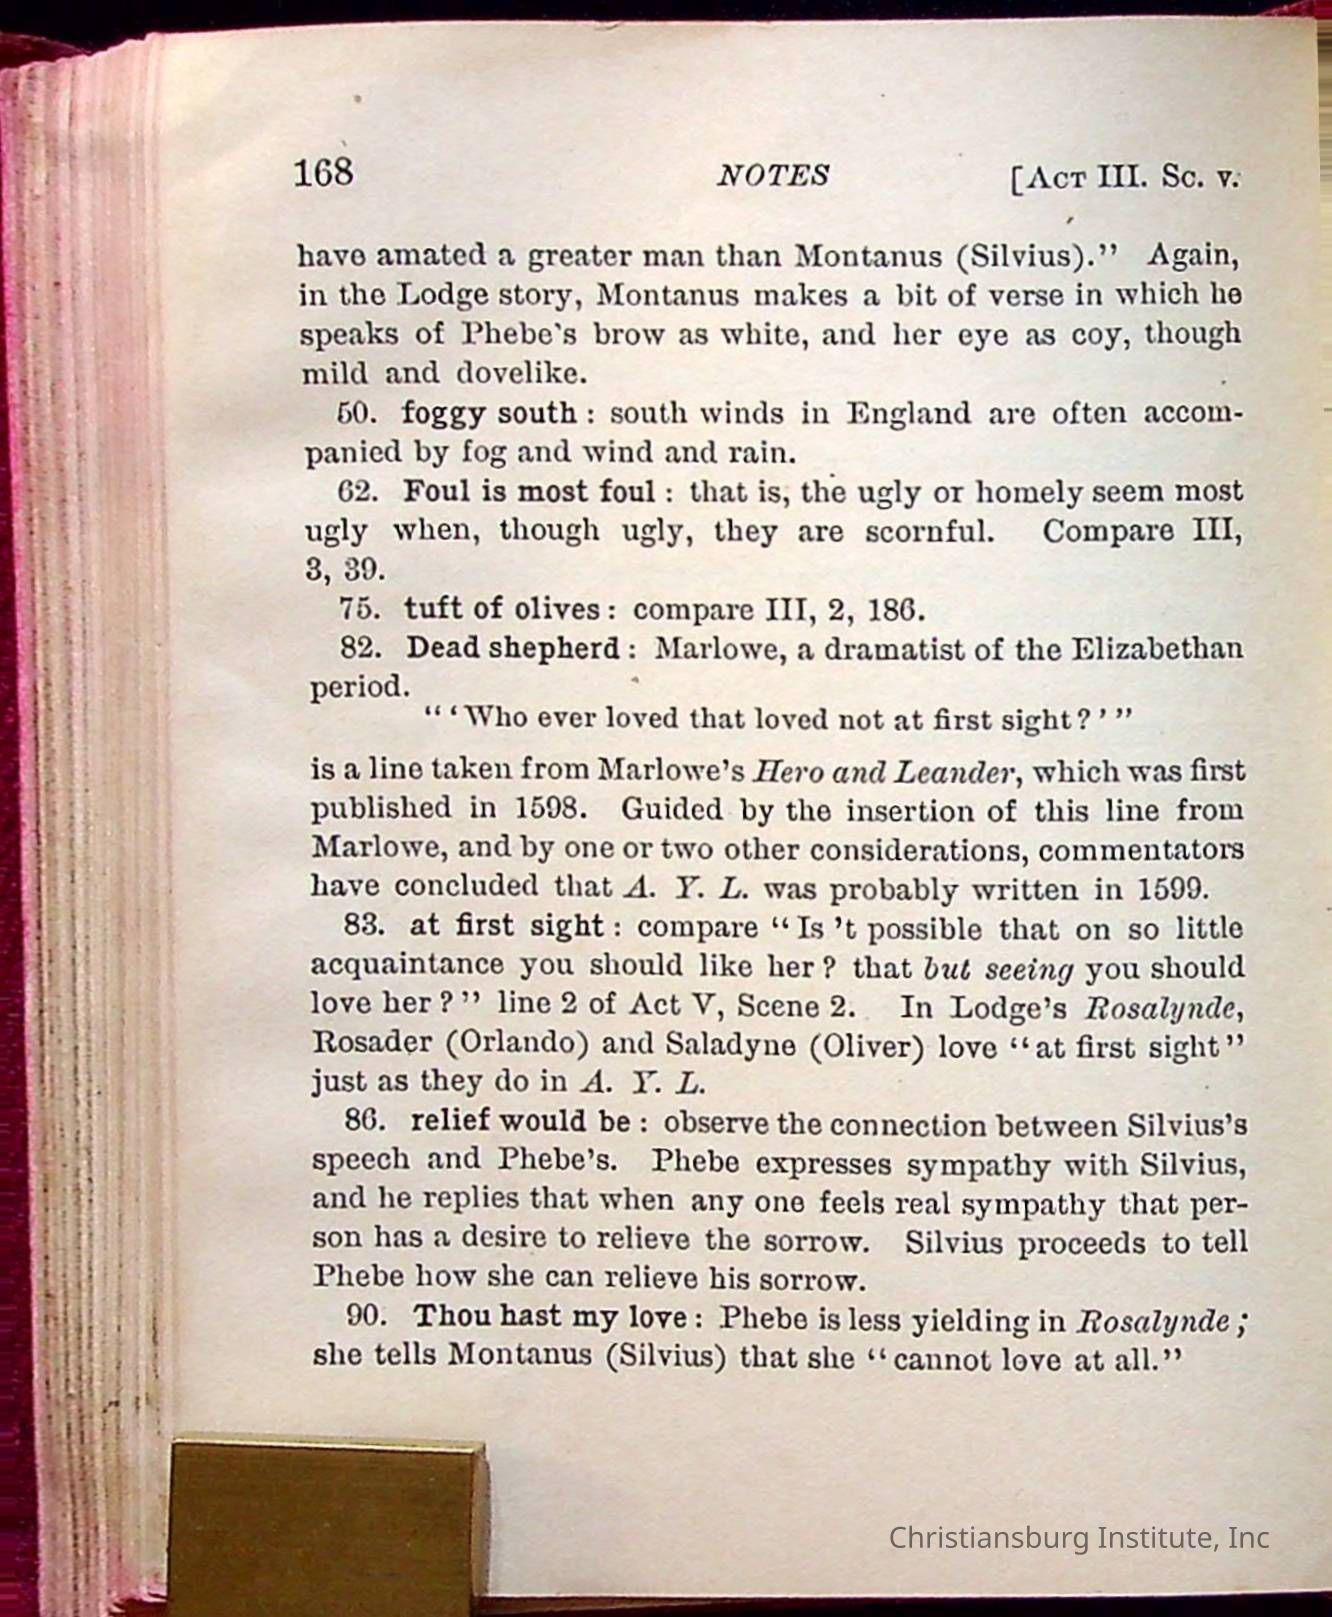 168 NOTES [ACT III. Sc. v.
have amated a greater man than Montanus (Silvius).” Again,
in the Lodge story, Montanus makes a bit of verse in which he
speaks of Phebe's brow as white, and her eye as coy, though
mild and dovelike.
50. foggy south : south winds in England are often accom-
panied by fog and wind and rain.
62. Foul is most foul : that is, the ugly or homely seem most
ugly when, though ugly, they are scornful. Compare III,
3, 39.
75. tuft of olives : compare III, 2, 186.
82. Dead shepherd : Marlowe, a dramatist of the Elizabethan
period.
“ ‘Who ever loved that loved not at first sight?’ ”
is a line taken from Marlowe's Hero and Leander, which was first
published in 1598. Guided by the insertion of this line from
Marlowe, and by one or two other considerations, commentators
have concluded that A. Y. L. was probably written in 1599.
83. at first sight : compare “Is 't possible that on so little
acquaintance you should like her? that but seeing you should
love her?” line 2 of Act V, Scene 2. In Lodge's Rosalynde,
Rosader (Orlando) and Saladyne (Oliver) love “at first sight”
just as they do in A. Y. L.
86. relief would be : observe the connection between Silvius's
speech and Phebe's. Phebe expresses sympathy with Silvius,
and he replies that when any one feels real sympathy that per-
son has a desire to relieve the sorrow. Silvius proceeds to tell
Phebe how she can relieve his sorrow.
90. Thou hast my love : Phebe is less yielding in Rosalynde ;
she tells Montanus (Silvius) that she “cannot love at all.”
Christiansburg Institute, Inc